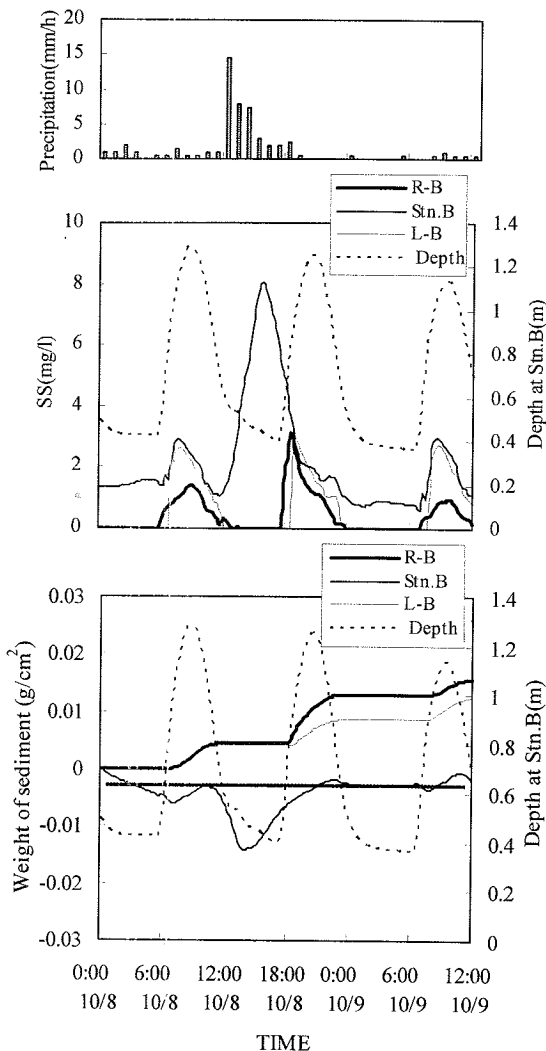 20
15
10
5
0
Precipitation(mm/h)
R-B
Stn.B
L-B
Depth
10
8
6
4
2
0
SS(mg/l)
1.4
1.2
1
0.8
0.6
0.4
0.2
0
Depth at Stn.B(m)
R-B
Stn.B
L-B
Depth
0.03
0.02
0.01
0
-0.01
-0.02
-0.03
Weight of sediment (g/cm²)
1.4
1.2
1
0.8
0.6
0.4
0.2
0
Depth at Stn.B(m)
0:00 6:00 12:00 18:00 0:00 6:00 12:00
10/8 10/8 10/8 10/8 10/9 10/9 10/9
TIME